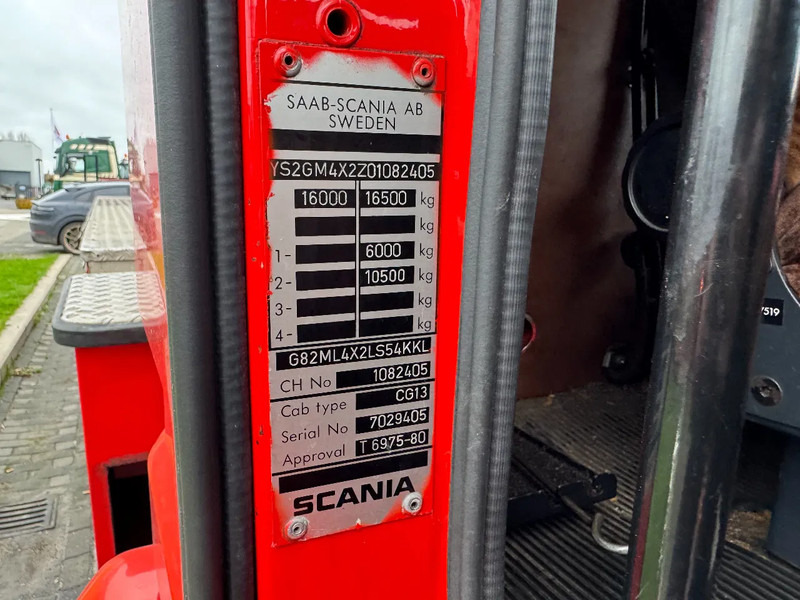 SAAB-SCANIA AB
SWEDEN
YS2GM4X2Z01082405
16000 16500 kg
kg
1- 6000 kg
2- 10500 kg
3- kg
4- kg
G82ML4X2LS54KKL
CH No 1082405
Cab type CG13
Serial No 7029405
Approval T 6975-80
SCANIA
7519